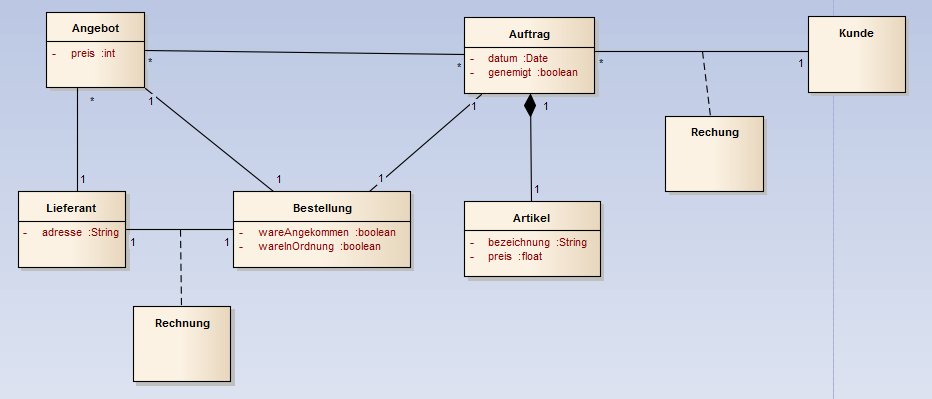 Angebot
- preis :int
*
*
1
Auftrag
- datum :Date
- genemigt :boolean
*
*
1
1
Kunde
Rechung
1
Lieferant
- adresse :String
1
1
1
1
Bestellung
- wareAngekommen :boolean
- wareInOrdnung :boolean
1
Artikel
- bezeichnung :String
- preis :float
Rechnung